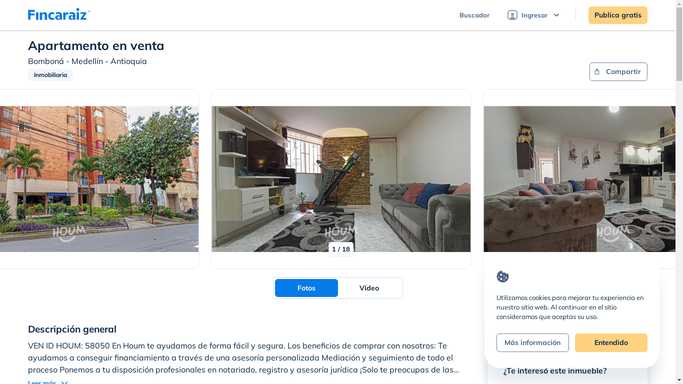 Fincaraiz
Buscador
Ingresar
Publica gratis
Apartamento en venta
Bomboná - Medellín - Antioquia
Inmobiliaria
Compartir
HOUM
HOUM
HOUM
1 / 18
Fotos
Video
Descripción general
VEN ID HOUM: 58050 En Houm te ayudamos de forma fácil y segura. Los beneficios de comprar con nosotros: Te
ayudamos a conseguir financiamiento a través de una asesoría personalizada Mediación y seguimiento de todo el
proceso Ponemos a tu disposición profesionales en notariado, registro y asesoría jurídica ¡Solo te preocupas de las...
Leer más
Utilizamos cookies para mejorar tu experiencia en
nuestro sitio web. Al continuar en el sitio
consideramos que aceptas su uso.
Más información
Entendido
¿Te interesó este inmueble?